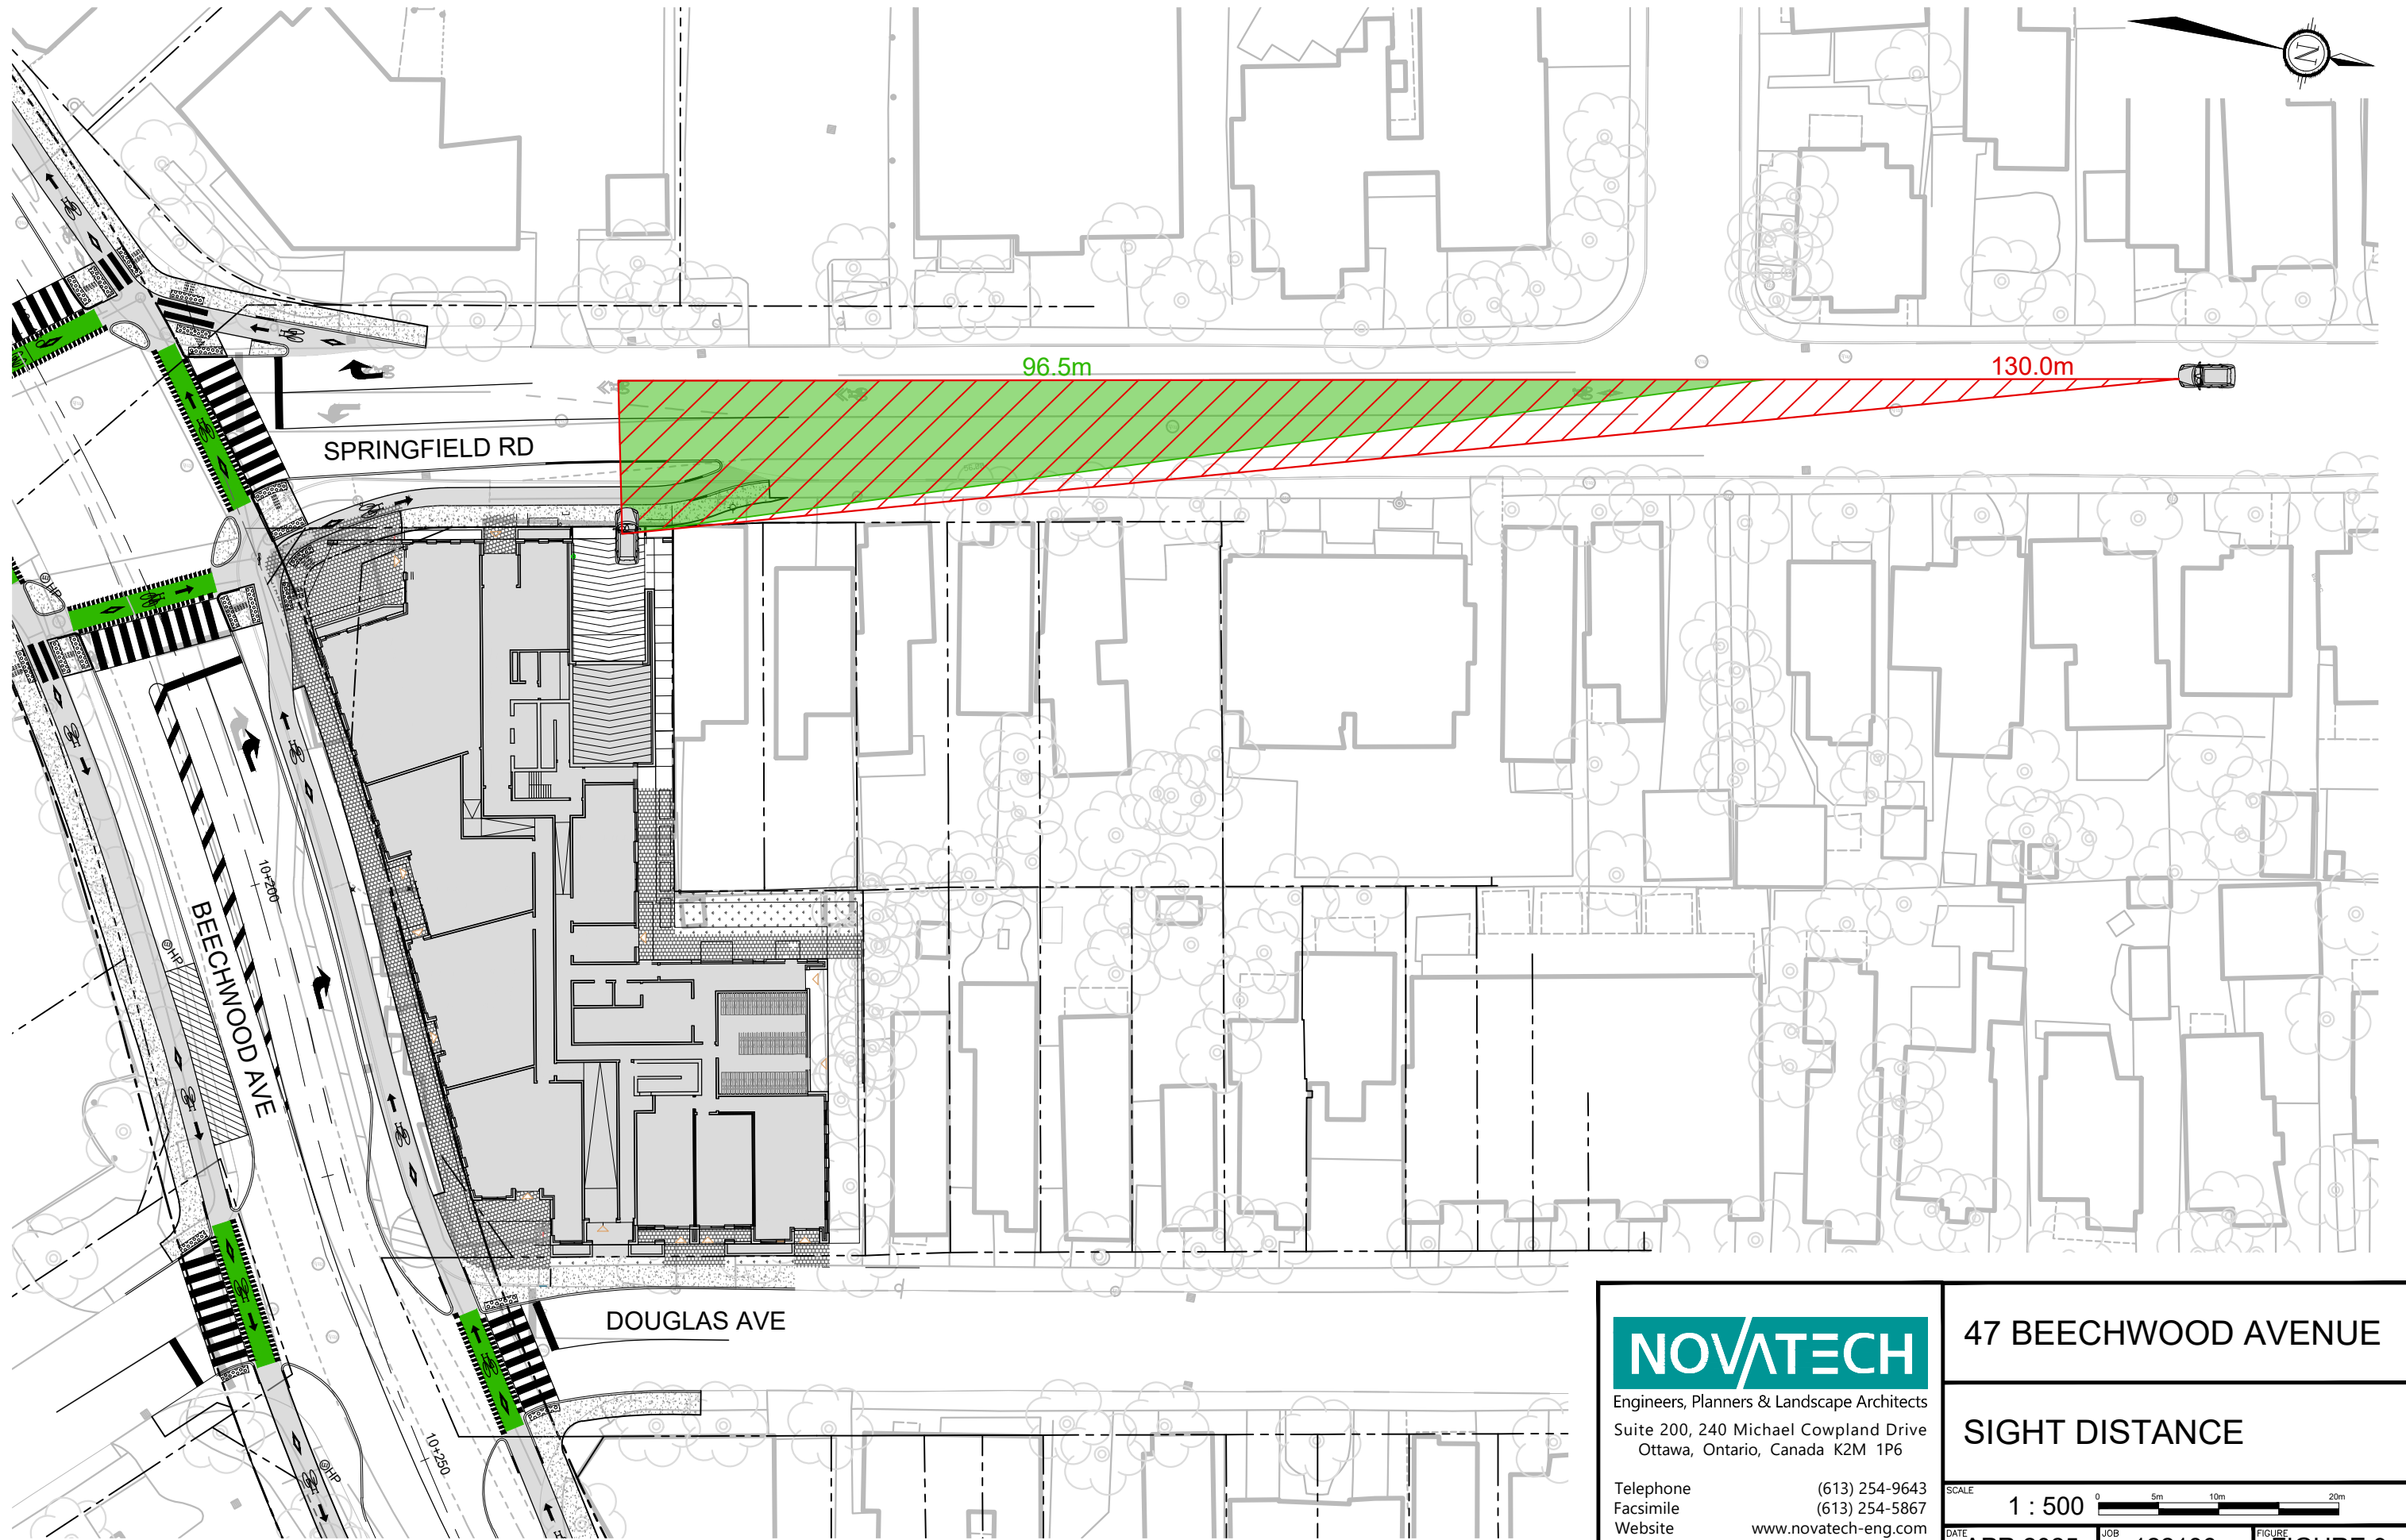 N
96.5m
130.0m
SPRINGFIELD RD
HP
10+200
BEECHWOOD AVE
HP
DOUGLAS AVE
10+250
HP
NOVATECH
Engineers, Planners & Landscape Architects
Suite 200, 240 Michael Cowpland Drive
Ottawa, Ontario, Canada K2M 1P6
Telephone (613) 254-9643
Facsimile (613) 254-5867
Website www.novatech-eng.com
47 BEECHWOOD AVENUE
SIGHT DISTANCE
SCALE
1 : 500
0 5m 10m 20m
DATE
JOB
FIGURE